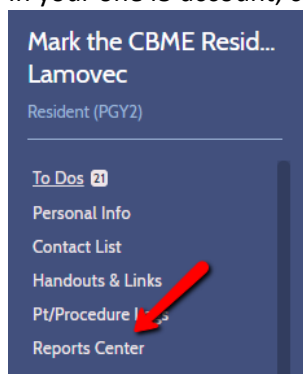 Mark the CBME Resid...
Lamovec
Resident (PGY2)
To Dos 21
Personal Info
Contact List
Handouts & Links
Pt/Procedure
Reports Center